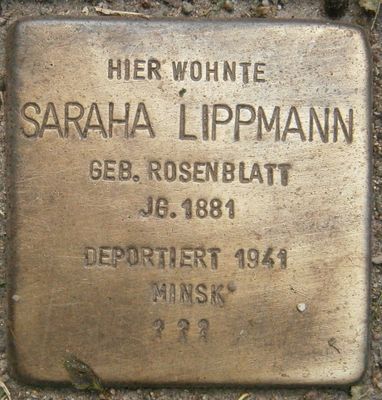 HIER WOHNTE
SARAHA LIPPMANN
GEB. ROSENBLATT
JG. 1881
DEPORTIERT 1941
MINSK
???